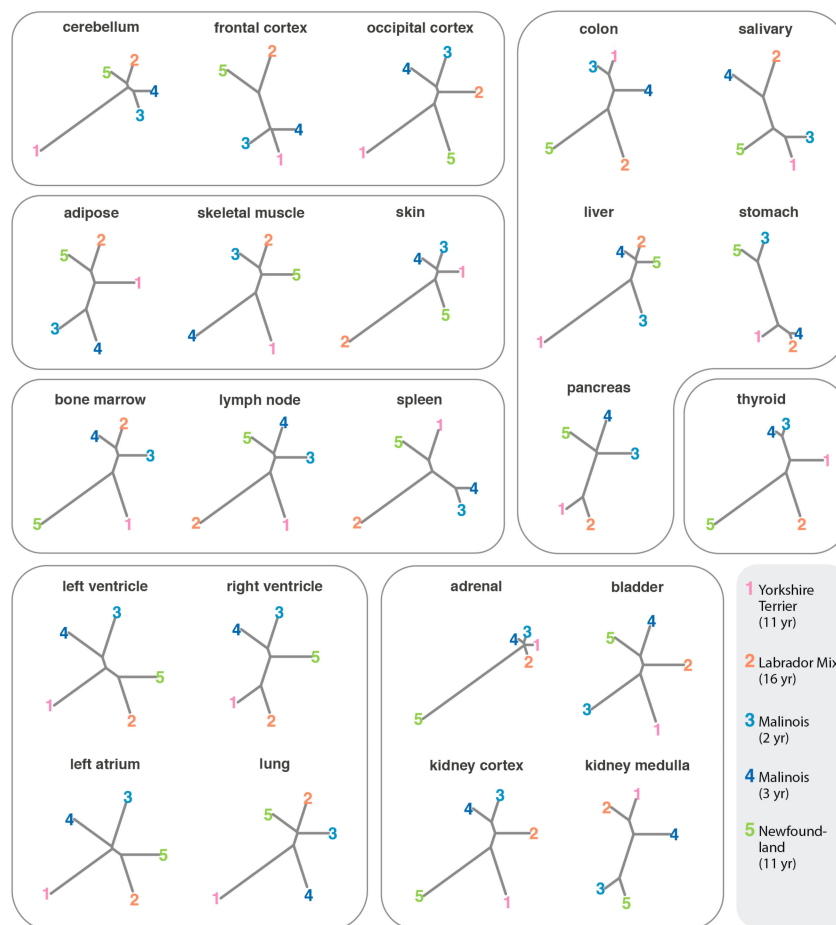 cerebellum frontal cortex occipital cortex
5 2 4 3 1
5 2 3 4 1
4 3 2 1 5
colon salivary
3 1 4 5 2
4 2 3 5 1
adipose skeletal muscle skin
5 2 1 3 4
3 2 5 4 1
4 3 1 5 2
liver stomach
4 2 5 3 1
5 3 1 4 2
bone marrow lymph node spleen
4 2 3 5 1
5 4 3 2 1
5 1 4 3 2
pancreas thyroid
5 4 3 1 2
4 3 1 5 2
left ventricle right ventricle
4 3 5 1 2
4 3 5 1 2
adrenal bladder
4 3 1 2 5
5 4 2 3 1
left atrium lung
4 3 5 1 2
5 2 3 1 4
kidney cortex kidney medulla
4 3 2 5 1
2 1 4 3 5
1 Yorkshire
Terrier
(11 yr)
2 Labrador Mix
(16 yr)
3 Malinois
(2 yr)
4 Malinois
(3 yr)
5 Newfound-
land
(11 yr)